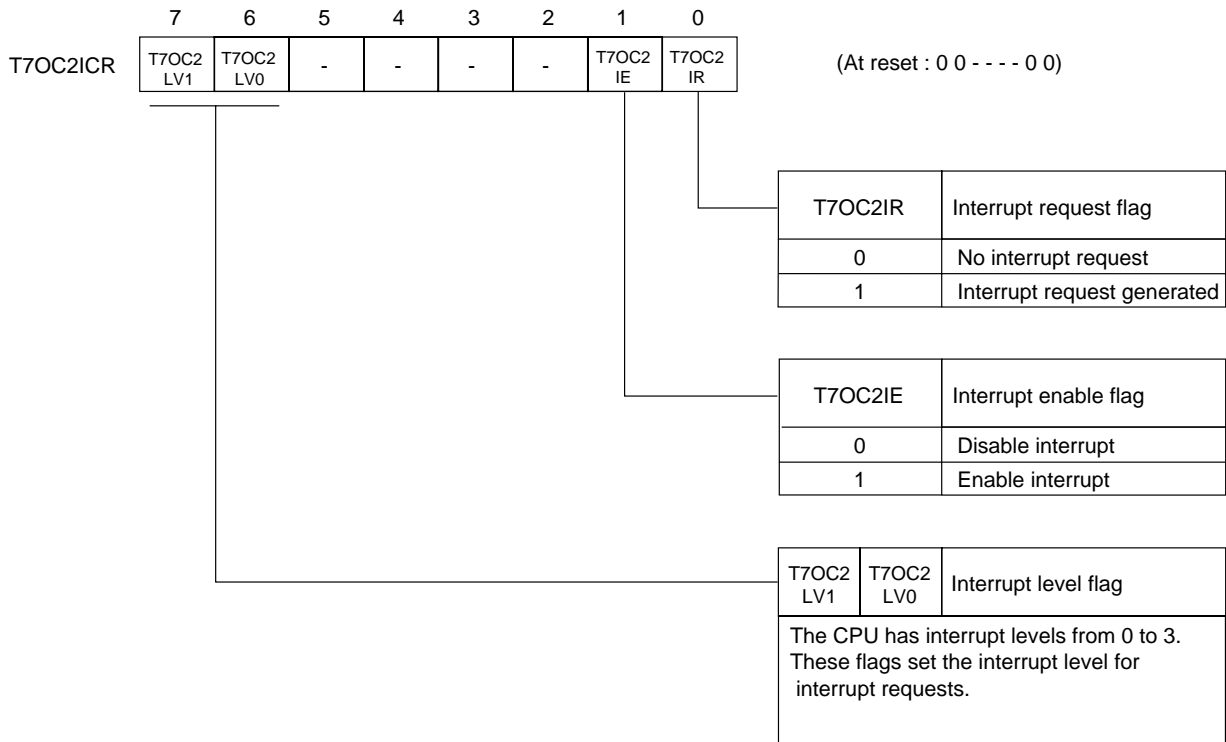 7 6 5 4 3 2 1 0
T7OC2ICR T7OC2 T7OC2 - - - - T7OC2 T7OC2 (At reset : 0 0 - - - - 0 0)
LV1 LV0 IE IR
T7OC2IR Interrupt request flag
0 No interrupt request
1 Interrupt request generated
T7OC2IE Interrupt enable flag
0 Disable interrupt
1 Enable interrupt
T7OC2 T7OC2 Interrupt level flag
LV1 LV0
The CPU has interrupt levels from 0 to 3.
These flags set the interrupt level for
interrupt requests.